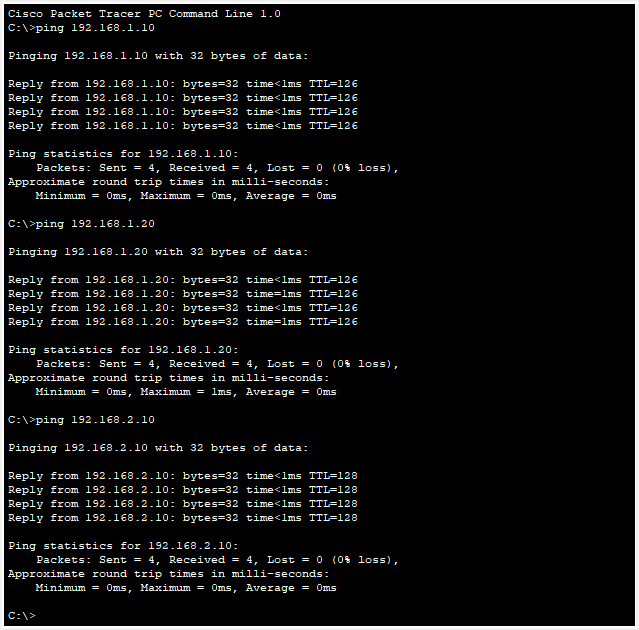 Cisco Packet Tracer PC Command Line 1.0
C:\>ping 192.168.1.10
Pinging 192.168.1.10 with 32 bytes of data:
Reply from 192.168.1.10: bytes=32 time<1ms TTL=126
Reply from 192.168.1.10: bytes=32 time<1ms TTL=126
Reply from 192.168.1.10: bytes=32 time<1ms TTL=126
Reply from 192.168.1.10: bytes=32 time<1ms TTL=126
Ping statistics for 192.168.1.10:
    Packets: Sent = 4, Received = 4, Lost = 0 (0% loss),
Approximate round trip times in milli-seconds:
    Minimum = 0ms, Maximum = 0ms, Average = 0ms
C:\>ping 192.168.1.20
Pinging 192.168.1.20 with 32 bytes of data:
Reply from 192.168.1.20: bytes=32 time<1ms TTL=126
Reply from 192.168.1.20: bytes=32 time=1ms TTL=126
Reply from 192.168.1.20: bytes=32 time<1ms TTL=126
Reply from 192.168.1.20: bytes=32 time=1ms TTL=126
Ping statistics for 192.168.1.20:
    Packets: Sent = 4, Received = 4, Lost = 0 (0% loss),
Approximate round trip times in milli-seconds:
    Minimum = 0ms, Maximum = 1ms, Average = 0ms
C:\>ping 192.168.2.10
Pinging 192.168.2.10 with 32 bytes of data:
Reply from 192.168.2.10: bytes=32 time<1ms TTL=128
Reply from 192.168.2.10: bytes=32 time<1ms TTL=128
Reply from 192.168.2.10: bytes=32 time<1ms TTL=128
Reply from 192.168.2.10: bytes=32 time<1ms TTL=128
Ping statistics for 192.168.2.10:
    Packets: Sent = 4, Received = 4, Lost = 0 (0% loss),
Approximate round trip times in milli-seconds:
    Minimum = 0ms, Maximum = 0ms, Average = 0ms
C:\>